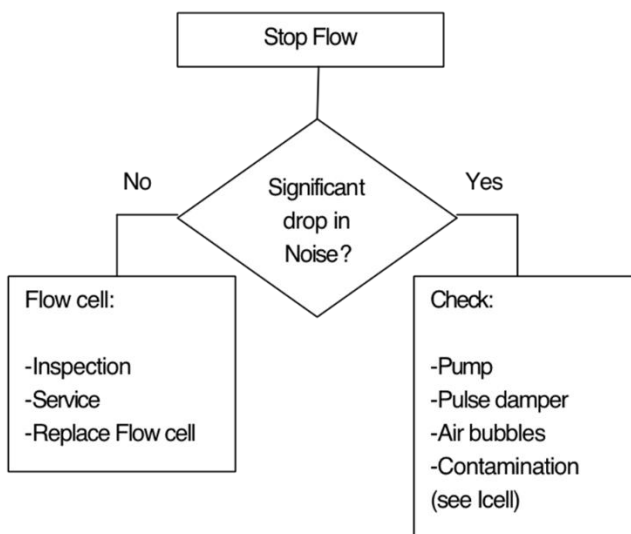 Stop Flow
No
Significant
drop in
Noise?
Yes
Flow cell:
-Inspection
-Service
-Replace Flow cell
Check:
-Pump
-Pulse damper
-Air bubbles
-Contamination
(see Icell)